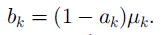 b_k = (1 − a_k)μ_k.